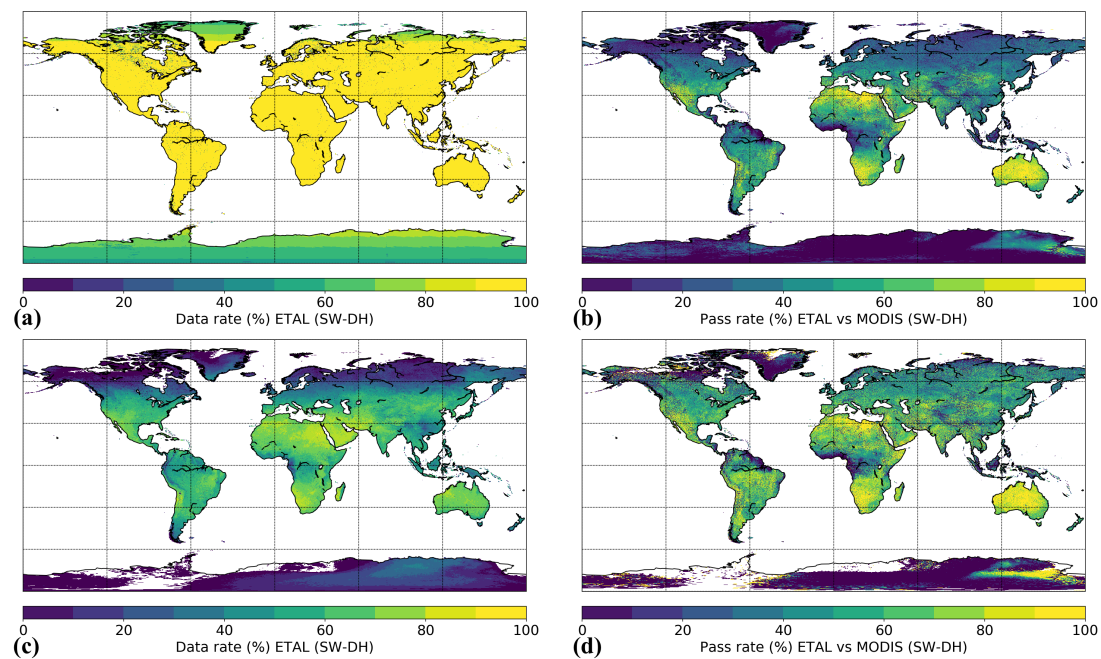 0 20 40 60 80 100
(a) Data rate (%) ETAL (SW-DH)
0 20 40 60 80 100
(b) Pass rate (%) ETAL vs MODIS (SW-DH)
0 20 40 60 80 100
(c) Data rate (%) ETAL (SW-DH)
0 20 40 60 80 100
(d) Pass rate (%) ETAL vs MODIS (SW-DH)